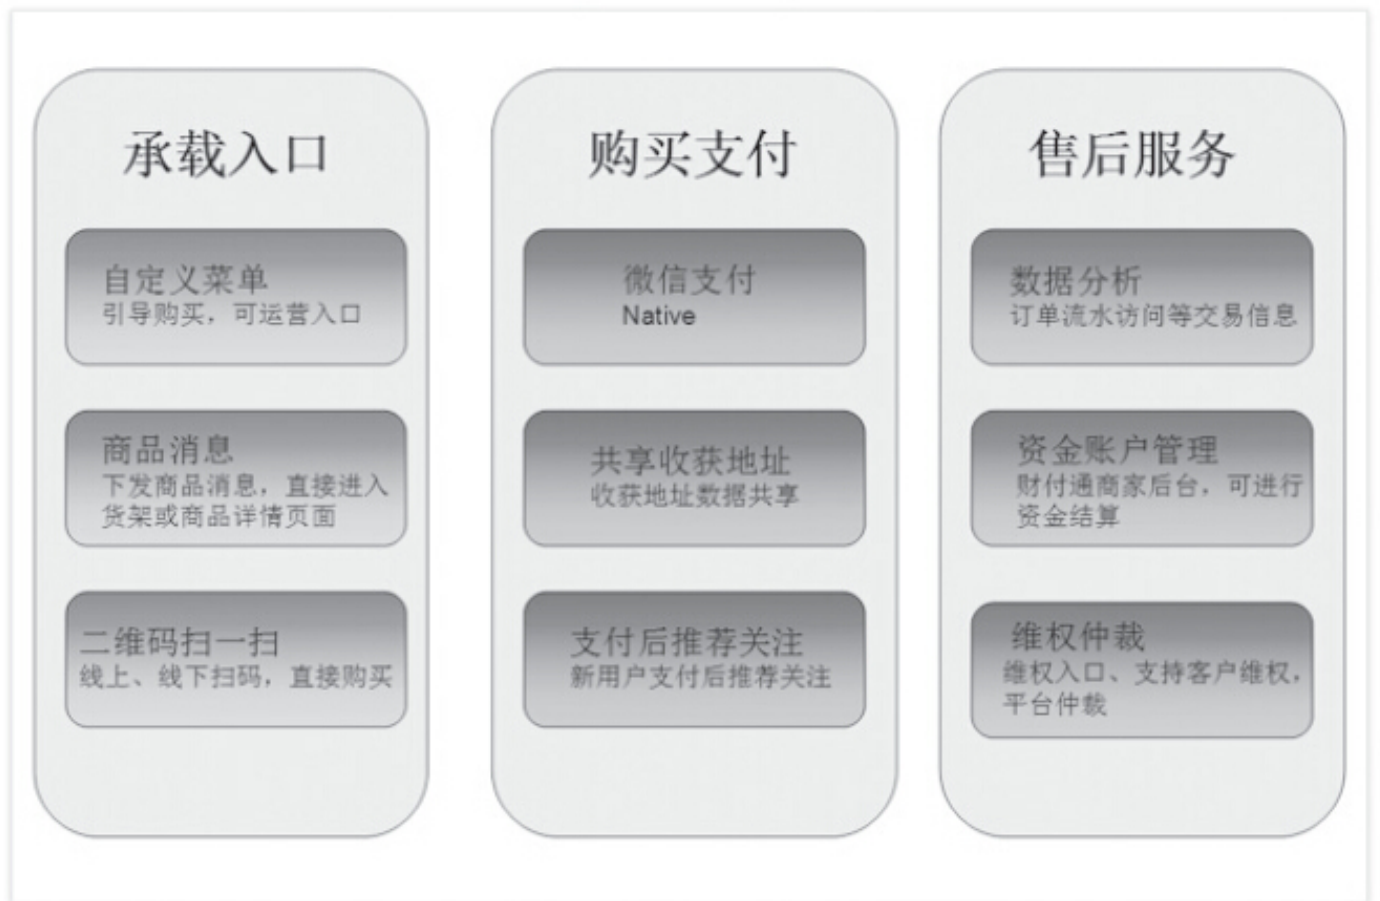 承载入口
自定义菜单
引导购买，可运营入口
商品消息
下发商品消息，直接进入
货架或商品详情页面
二维码扫一扫
线上、线下扫码，直接购买
购买支付
微信支付
Native
共享收获地址
收获地址数据共享
支付后推荐关注
新用户支付后推荐关注
售后服务
数据分析
订单流水访问等交易信息
资金账户管理
财付通商家后台，可进行
资金结算
维权仲裁
维权入口、支持客户维权，
平台仲裁